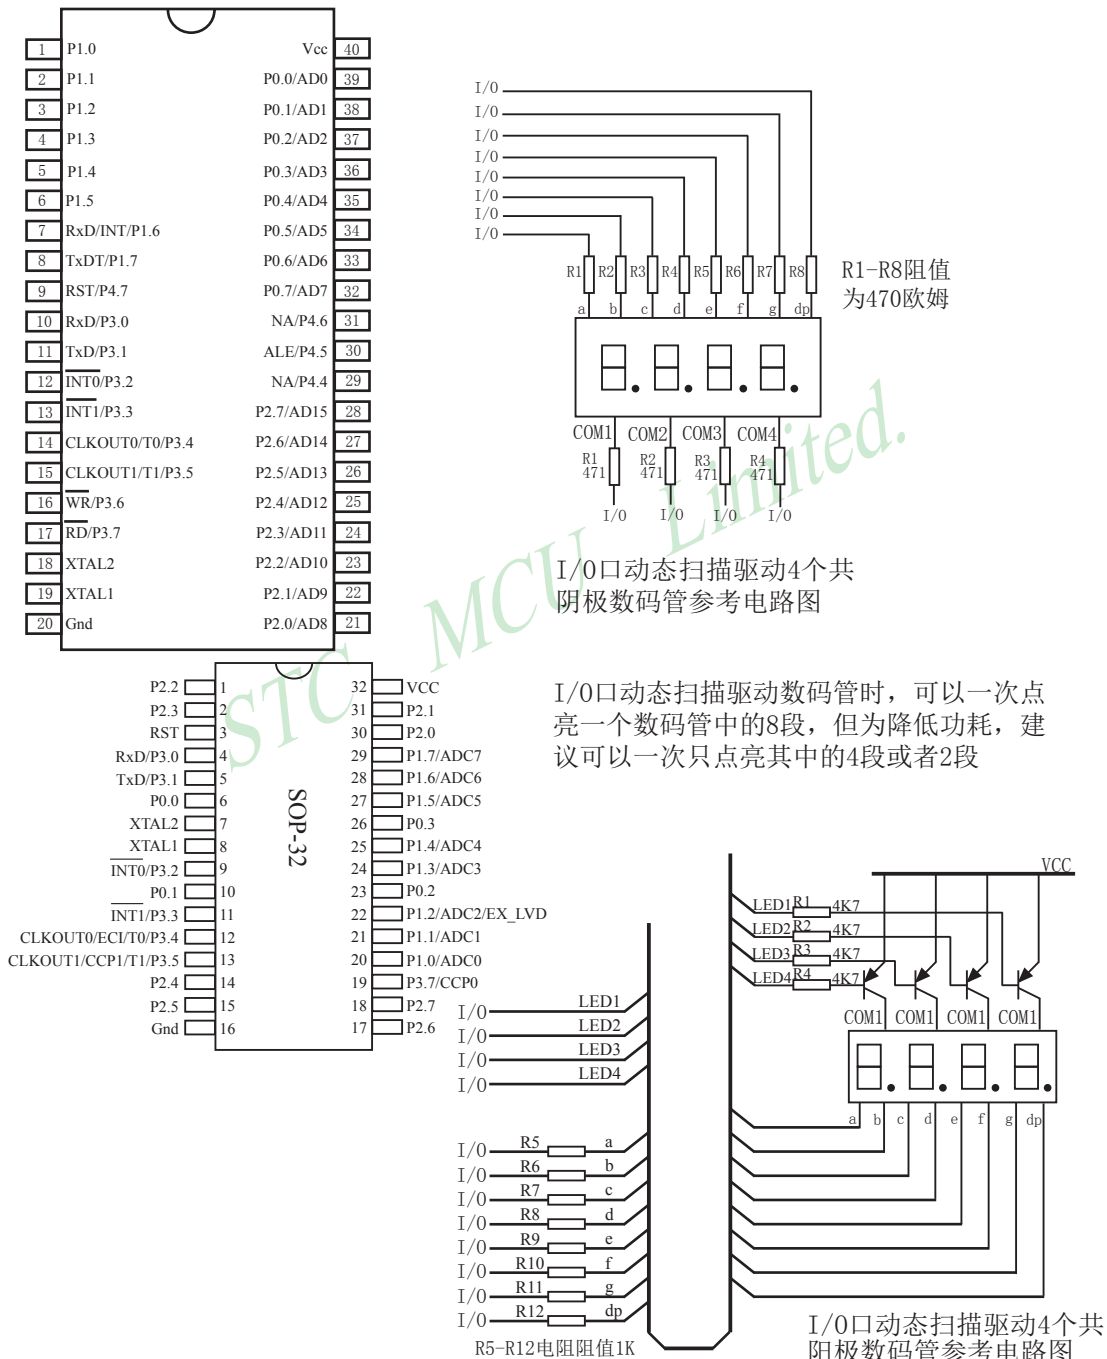 1 P1.0 Vcc 40
2 P1.1 P0.0/AD0 39
3 P1.2 P0.1/AD1 38
4 P1.3 P0.2/AD2 37
5 P1.4 P0.3/AD3 36
6 P1.5 P0.4/AD4 35
7 RxD/INT/P1.6 P0.5/AD5 34
8 TxDT/P1.7 P0.6/AD6 33
9 RST/P4.7 P0.7/AD7 32
10 RxD/P3.0 NA/P4.6 31
11 TxD/P3.1 ALE/P4.5 30
12 INT0/P3.2 NA/P4.4 29
13 INT1/P3.3 P2.7/AD15 28
14 CLKOUT0/T0/P3.4 P2.6/AD14 27
15 CLKOUT1/T1/P3.5 P2.5/AD13 26
16 WR/P3.6 P2.4/AD12 25
17 RD/P3.7 P2.3/AD11 24
18 XTAL2 P2.2/AD10 23
19 XTAL1 P2.1/AD9 22
20 Gnd P2.0/AD8 21
I/O
I/O
I/O
I/O
I/O
I/O
I/O
I/O
R1 R2 R3 R4 R5 R6 R7 R8
R1-R8阻值
为470欧姆
a b c d e f g dp
COM1 COM2 COM3 COM4
R1 R2 R3 R4
471 471 471 471
I/O I/O I/O I/O
I/O口动态扫描驱动4个共
阴极数码管参考电路图
STC MCU Limited.
P2.2 1 32 VCC
P2.3 2 31 P2.1
RST 3 30 P2.0
RxD/P3.0 4 29 P1.7/ADC7
TxD/P3.1 5 28 P1.6/ADC6
P0.0 6 27 P1.5/ADC5
XTAL2 7 26 P0.3
XTAL1 8 25 P1.4/ADC4
INT0/P3.2 9 24 P1.3/ADC3
P0.1 10 23 P0.2
INT1/P3.3 11 22 P1.2/ADC2/EX_LVD
CLKOUT0/ECI/T0/P3.4 12 21 P1.1/ADC1
CLKOUT1/CCP1/T1/P3.5 13 20 P1.0/ADC0
P2.4 14 19 P3.7/CCP0
P2.5 15 18 P2.7
Gnd 16 17 P2.6
SOP-32
I/O口动态扫描驱动数码管时，可以一次点
亮一个数码管中的8段，但为降低功耗，建
议可以一次只点亮其中的4段或者2段
VCC
LED1 R1 4K7
LED2 R2 4K7
LED3 R3 4K7
LED4 R4 4K7
COM1 COM1 COM1 COM1
a b c d e f g dp
I/O LED1
I/O LED2
I/O LED3
I/O LED4
I/O R5 a
I/O R6 b
I/O R7 c
I/O R8 d
I/O R9 e
I/O R10 f
I/O R11 g
I/O R12 dp
R5-R12电阻阻值1K
I/O口动态扫描驱动4个共
阳极数码管参考电路图